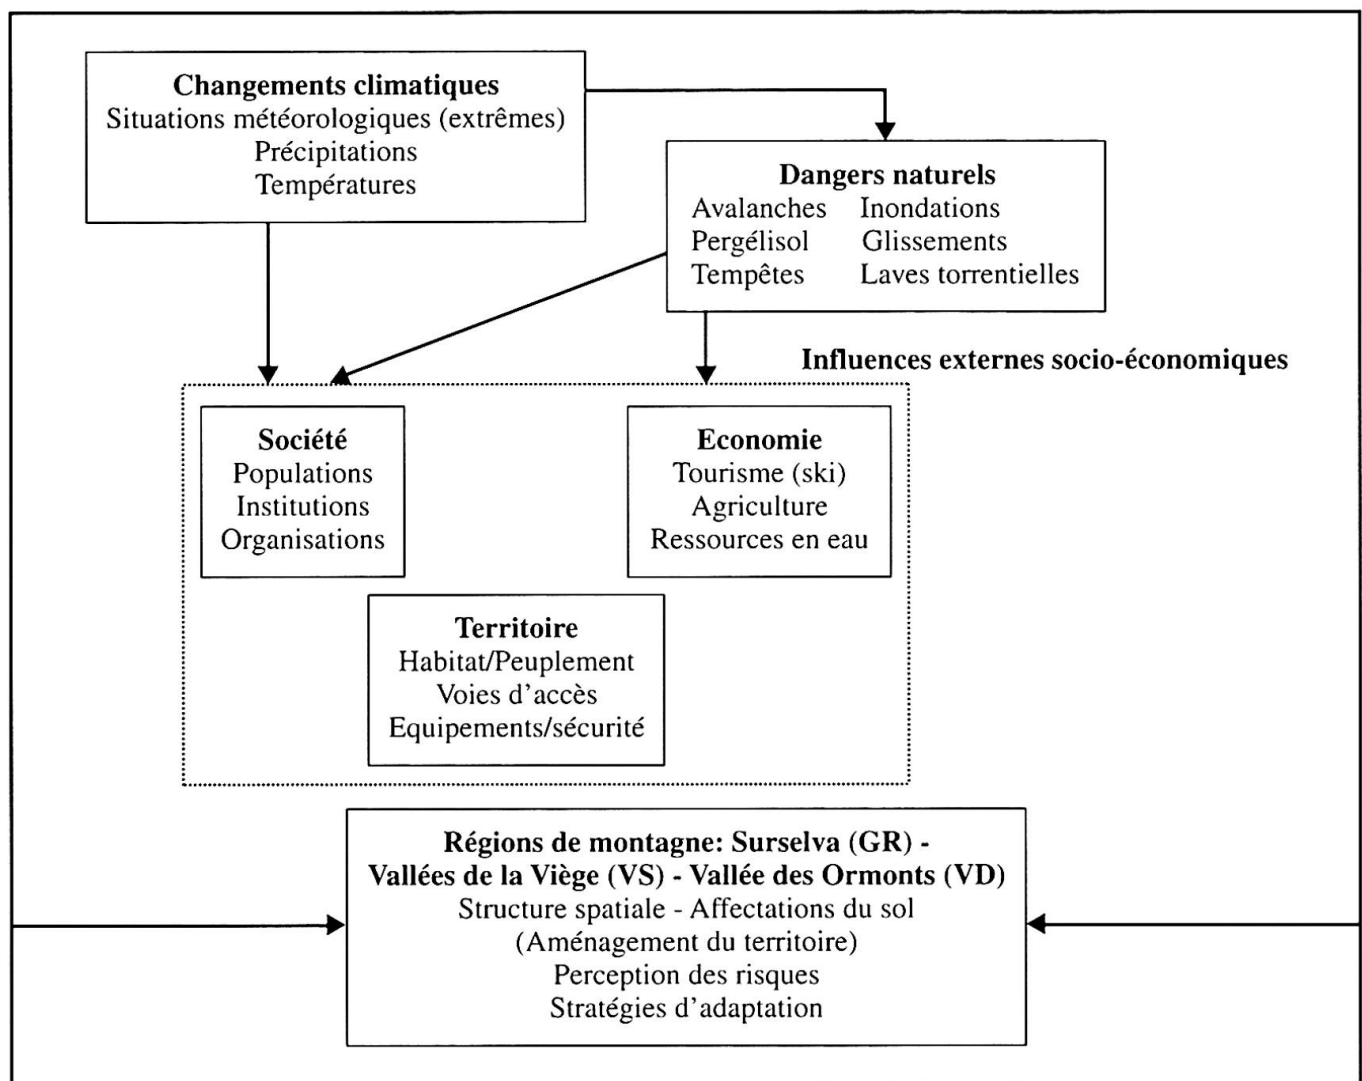 Changements climatiques
Situations météorologiques (extrêmes)
Précipitations
Températures
Dangers naturels
Avalanches Inondations
Pergélisol Glissements
Tempêtes Laves torrentielles
Influences externes socio-économiques
Société
Populations
Institutions
Organisations
Economie
Tourisme (ski)
Agriculture
Ressources en eau
Territoire
Habitat/Peuplement
Voies d’accès
Equipements/sécurité
Régions de montagne: Surselva (GR) -
Vallées de la Viège (VS) - Vallée des Ormonts (VD)
Structure spatiale - Affectations du sol
(Aménagement du territoire)
Perception des risques
Stratégies d’adaptation